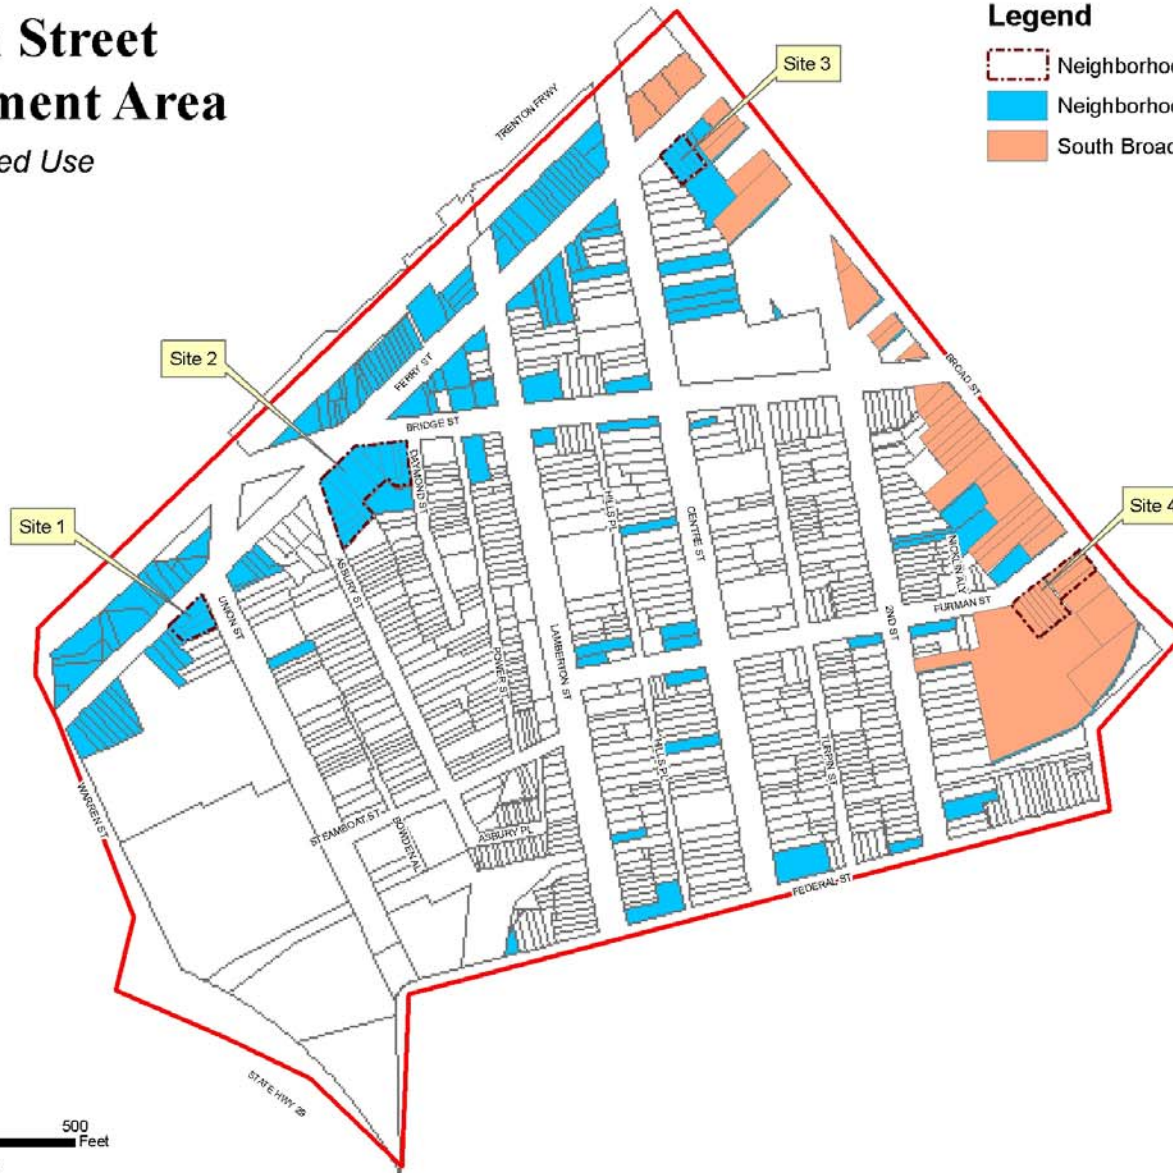 Street
ment Area
ed Use
Legend
Neighborho
Neighborho
South Broad
Site 3
TRENTON FRWY
Site 2
FERRY ST
BROAD ST
BRIDGE ST
DAYMOND ST
Site 1
HILLS PL
CENTRE ST
Site 4
NICKLIN ALY
ASBURY ST
UNION ST
FURMAN ST
2ND ST
LAMBERTON ST
POWER ST
HILLS PL
TURPIN ST
WARREN ST
STEAMBOAT ST
BOWDEN AL
ASBURY PL
FEDERAL ST
STATE HWY 29
500
Feet